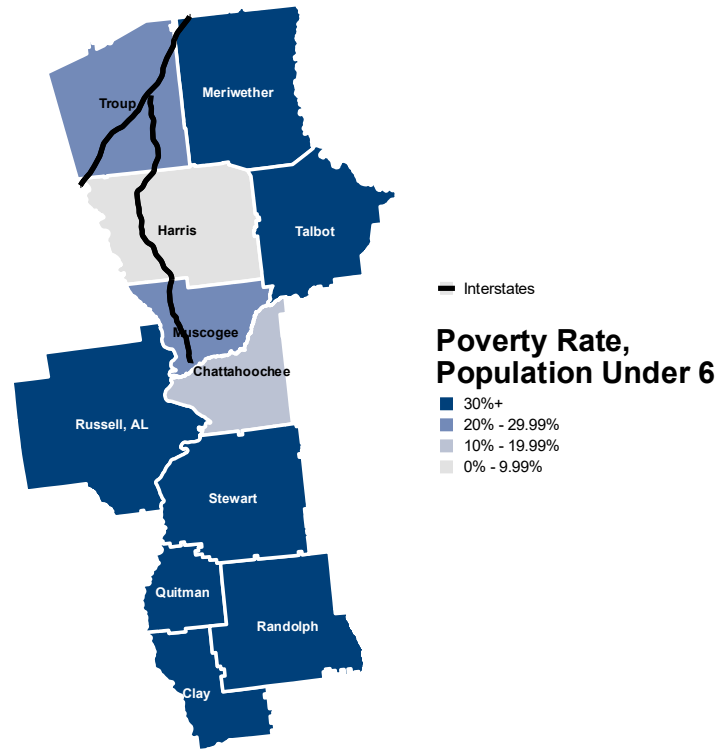 Troup
Meriwether
Harris
Talbot
Interstates
Muscogee
Chattahoochee
Poverty Rate,
Population Under 6
30%+
20% - 29.99%
10% - 19.99%
0% - 9.99%
Russell, AL
Stewart
Quitman
Randolph
Clay